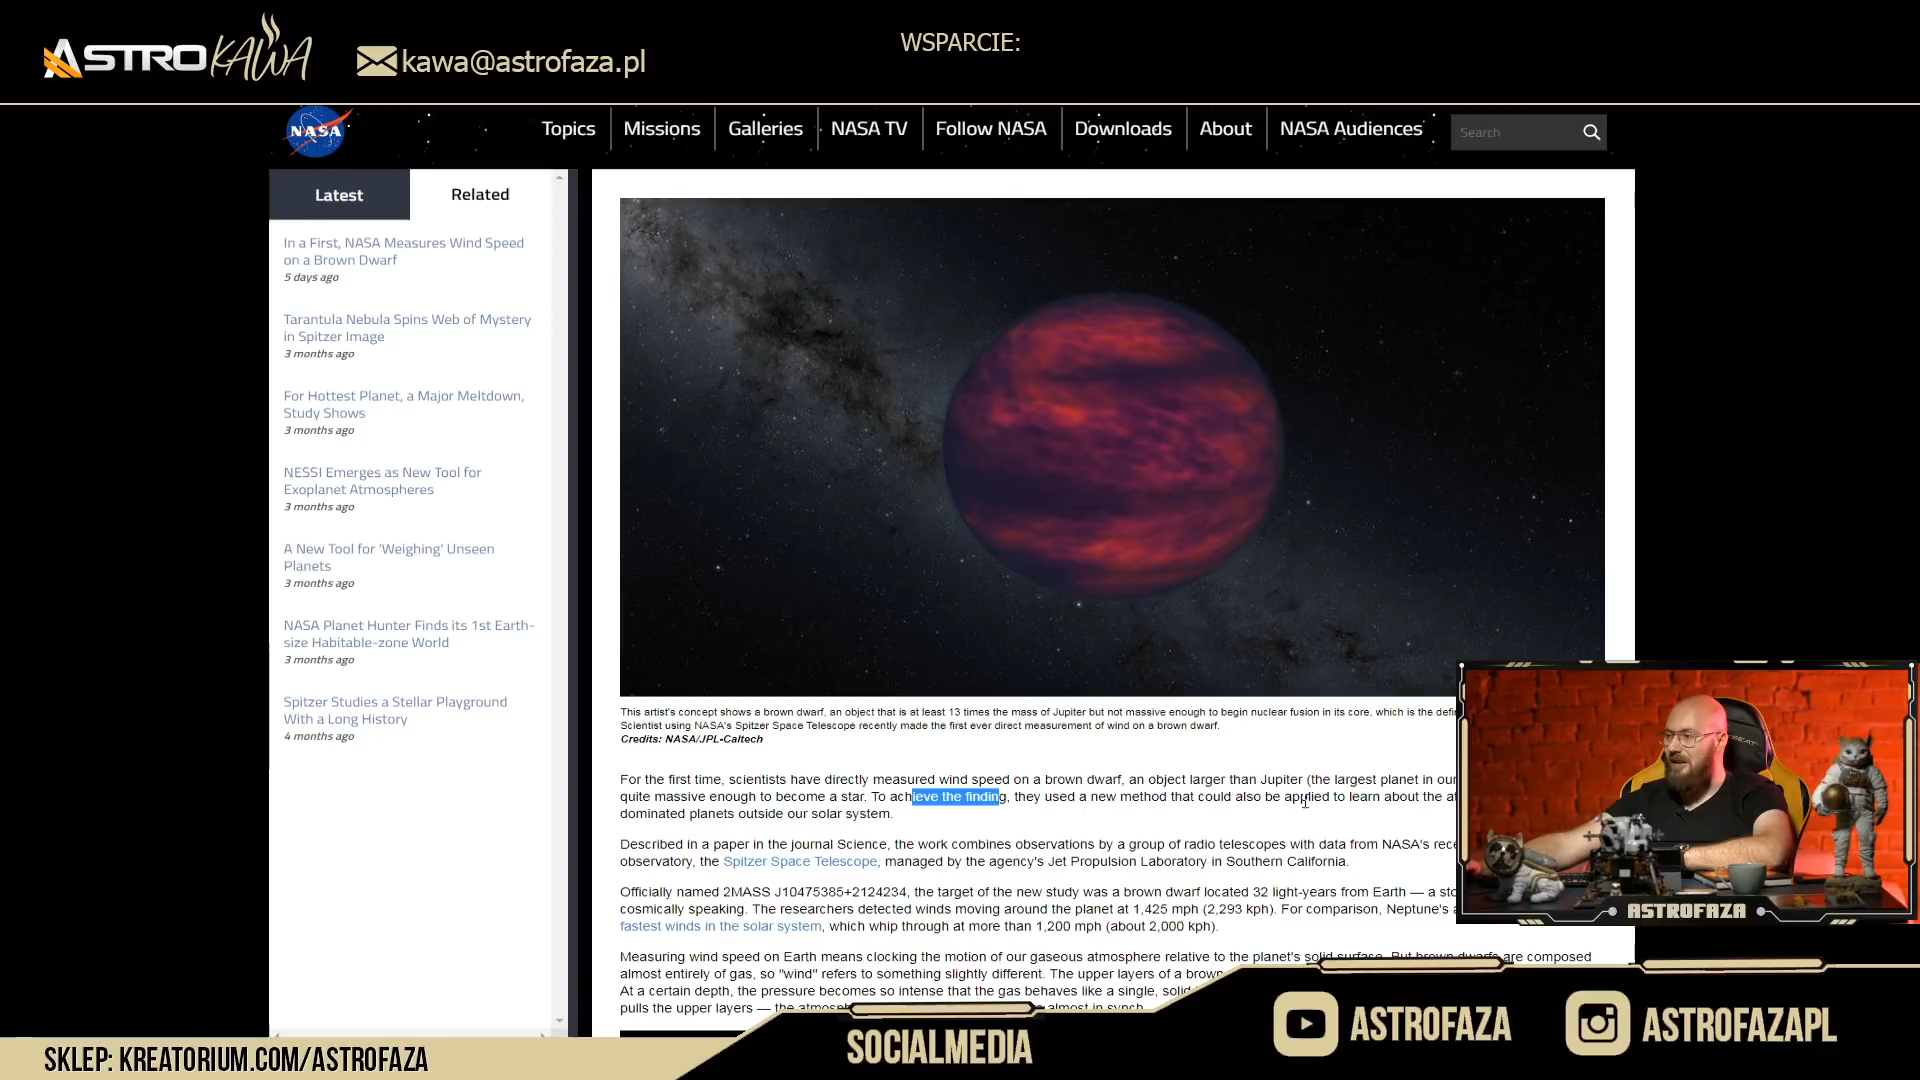 ASTRO KAWA
kawa@astrofaza.pl
WSPARCIE:
NASA
Topics
Missions
Galleries
NASA TV
Follow NASA
Downloads
About
NASA Audiences
Search
Latest
Related
In a First, NASA Measures Wind Speed
on a Brown Dwarf
5 days ago
Tarantula Nebula Spins Web of Mystery
in Spitzer Image
3 months ago
For Hottest Planet, a Major Meltdown,
Study Shows
3 months ago
NESSI Emerges as New Tool for
Exoplanet Atmospheres
3 months ago
A New Tool for 'Weighing' Unseen
Planets
3 months ago
NASA Planet Hunter Finds its 1st Earth-
size Habitable-zone World
3 months ago
Spitzer Studies a Stellar Playground
With a Long History
4 months ago
This artist's concept shows a brown dwarf, an object that is at least 13 times the mass of Jupiter but not massive enough to begin nuclear fusion in its core, which is the
Scientist using NASA's Spitzer Space Telescope recently made the first ever direct measurement of wind on a brown dwarf.
Credits: NASA/JPL-Caltech
For the first time, scientists have directly measured wind speed on a brown dwarf, an object larger than Jupiter (the largest planet in our
quite massive enough to become a star. To achieve the finding, they used a new method that could also be applied to learn about the
dominated planets outside our solar system.
Described in a paper in the journal Science, the work combines observations by a group of radio telescopes with data from NASA's
observatory, the Spitzer Space Telescope, managed by the agency's Jet Propulsion Laboratory in Southern California.
Officially named 2MASS J10475385+2124234, the target of the new study was a brown dwarf located 32 light-years from Earth — a
cosmically speaking. The researchers detected winds moving around the planet at 1,425 mph (2,293 kph). For comparison, Neptune's
fastest winds in the solar system, which whip through at more than 1,200 mph (about 2,000 kph).
Measuring wind speed on Earth means clocking the motion of our gaseous atmosphere relative to the planet's solid surface. But brown dwarfs are composed
almost entirely of gas, so "wind" refers to something slightly different. The upper layers of a brown
At a certain depth, the pressure becomes so intense that the gas behaves like a single, solid
pulls the upper layers — the almost in synch.
ASTROFAZA
SOCIALMEDIA
ASTROFAZA
ASTROFAZAPL
SKLEP: KREATORIUM.COM/ASTROFAZA